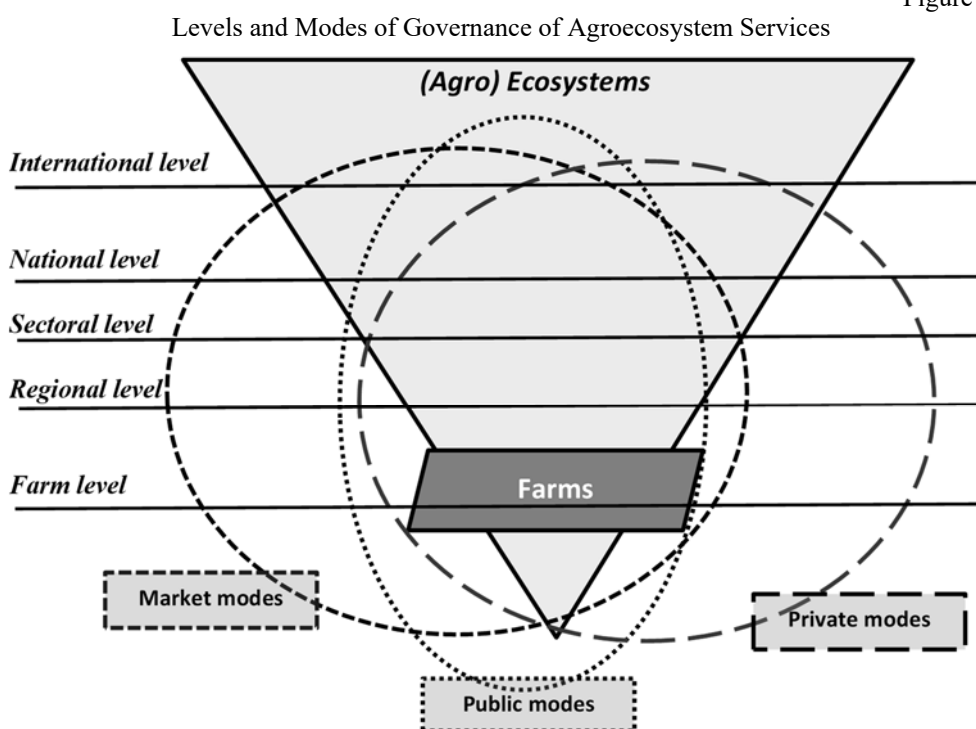 Figure
Levels and Modes of Governance of Agroecosystem Services
(Agro) Ecosystems
International level
National level
Sectoral level
Regional level
Farm level
Farms
Market modes
Private modes
Public modes